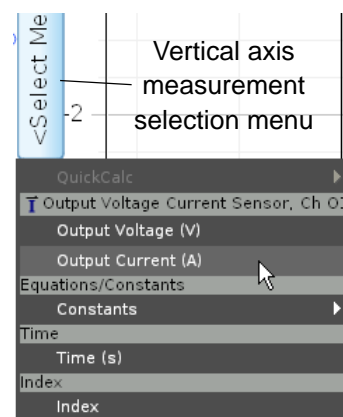 <Select Me
Vertical axis
measurement
selection menu
-2
QuickCalc
Output Voltage Current Sensor, Ch O
Output Voltage (V)
Output Current (A)
Equations/Constants
Constants
Time
Time (s)
Index
Index